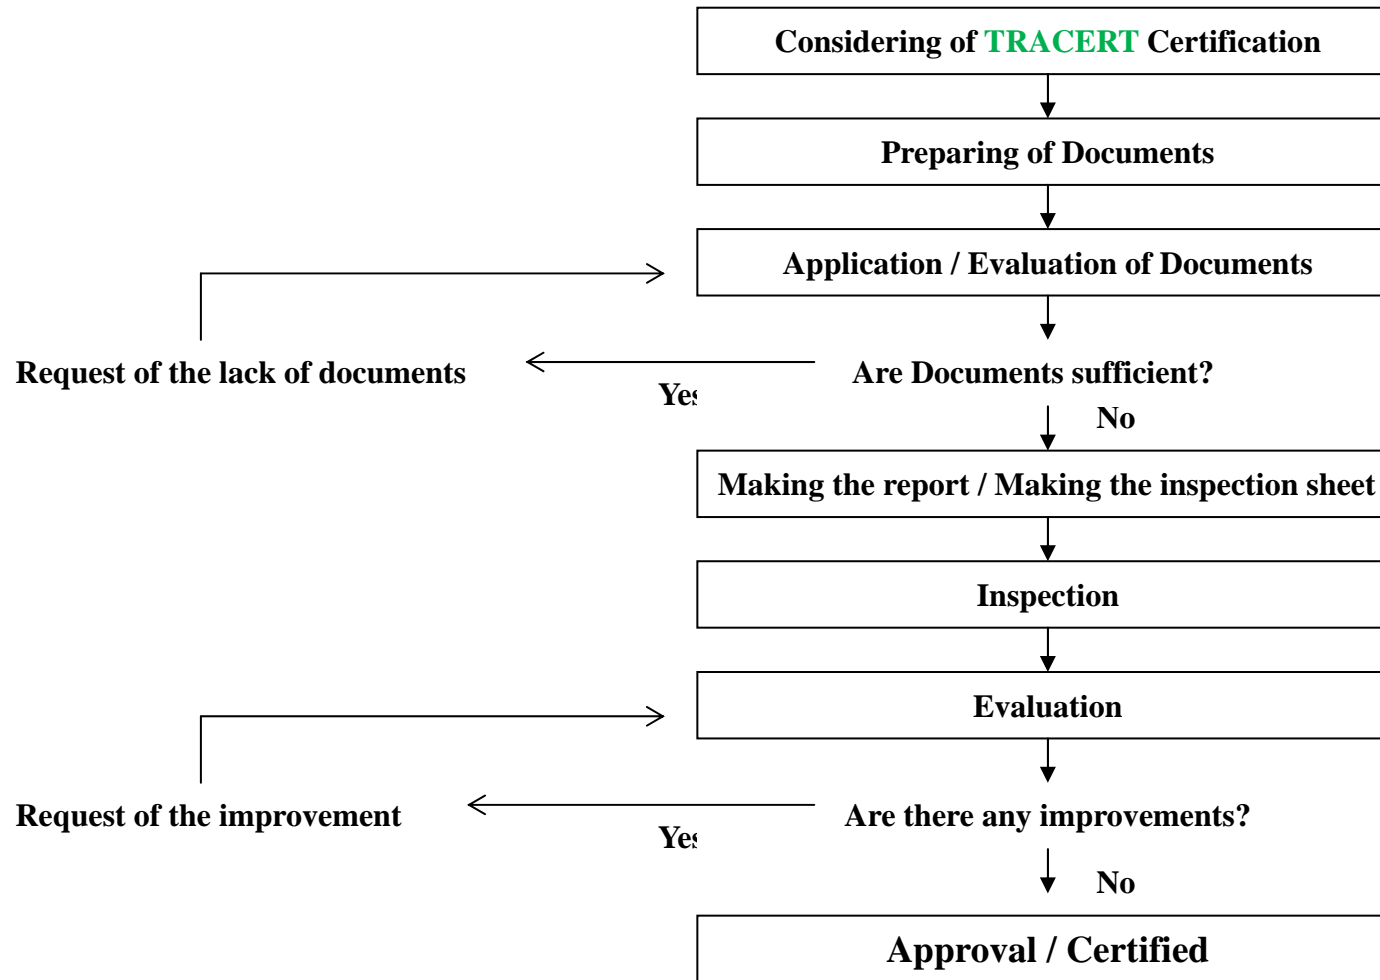 Considering of TRACERT Certification
Preparing of Documents
Application / Evaluation of Documents
Request of the lack of documents
Are Documents sufficient?
Yes
No
Making the report / Making the inspection sheet
Inspection
Evaluation
Request of the improvement
Are there any improvements?
Yes
No
Approval / Certified